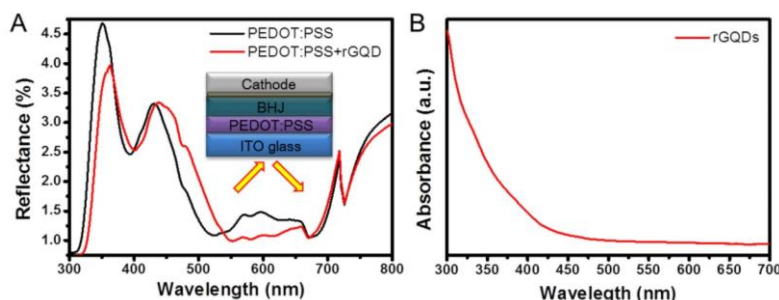 A
PEDOT:PSS
PEDOT:PSS+rGQD
Cathode
BHJ
PEDOT:PSS
ITO glass
Reflectance (%)
4.5
4.0
3.5
3.0
2.5
2.0
1.5
1.0
300 400 500 600 700 800
Wavelength (nm)
B
rGQDs
Absorbance (a.u.)
300 350 400 450 500 550 600 650 700
Wavelegnth (nm)